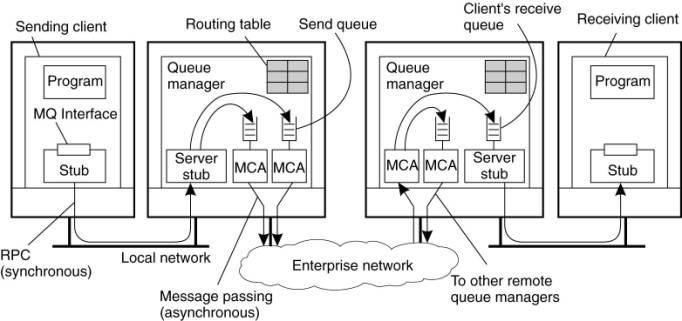 Sending client
Routing table
Send queue
Client's receive
queue
Receiving client
Program
MQ Interface
Stub
Queue
manager
Server
stub
MCA
MCA
Queue
manager
MCA
MCA
Server
stub
Program
Stub
RPC
(synchronous)
Local network
Message passing
(asynchronous)
Enterprise network
To other remote
queue managers